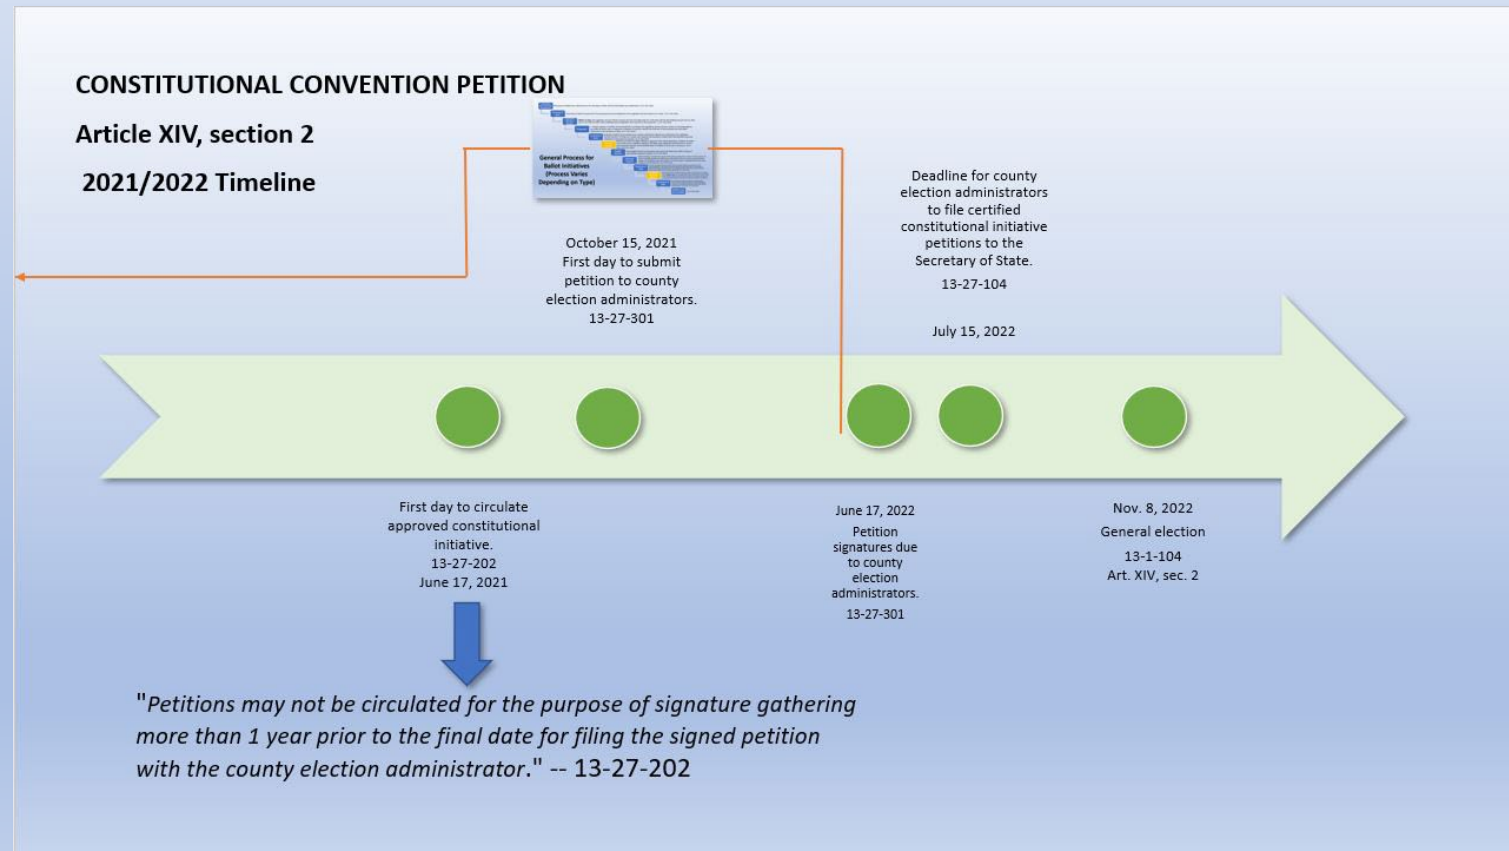 CONSTITUTIONAL CONVENTION PETITION
Article XIV, section 2
2021/2022 Timeline
General Process for
Ballot Initiatives
(Process Varies
Depending on Type)
October 15, 2021
First day to submit
petition to county
election administrators.
13-27-301
Deadline for county
election administrators
to file certified
constitutional initiative
petitions to the
Secretary of State.
13-27-104
July 15, 2022
First day to circulate
approved constitutional
initiative.
13-27-202
June 17, 2021
June 17, 2022
Petition
signatures due
to county
election
administrators.
13-27-301
Nov. 8, 2022
General election
13-1-104
Art. XIV, sec. 2
"Petitions may not be circulated for the purpose of signature gathering
more than 1 year prior to the final date for filing the signed petition
with the county election administrator." -- 13-27-202